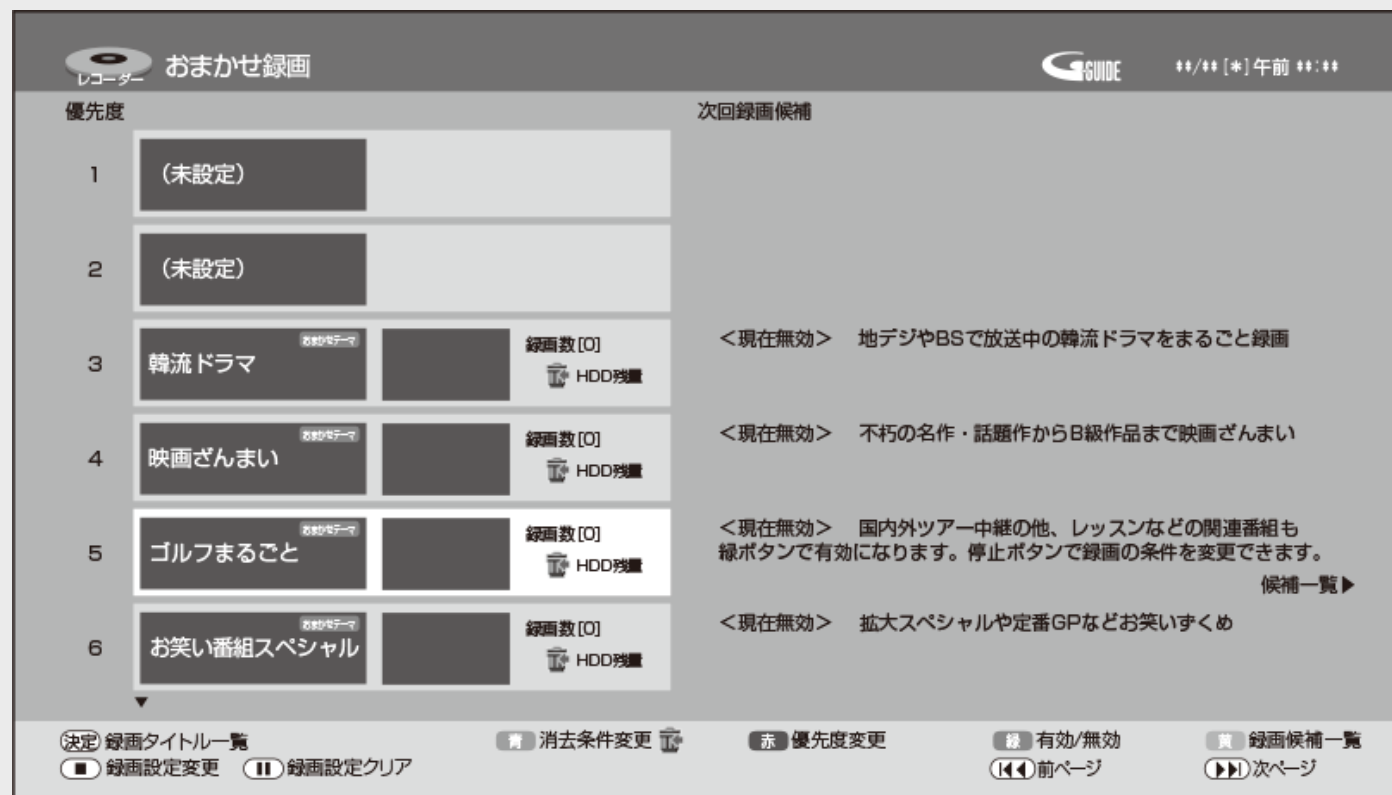 レコーダー おまかせ録画 G-GUIDE **/** [*] 午前 **:**
優先度 次回録画候補
1 （未設定）
2 （未設定）
3 韓流ドラマ おまかせテーマ 録画数[0] HDD残量
＜現在無効＞ 地デジやBSで放送中の韓流ドラマをまるごと録画
4 映画ざんまい おまかせテーマ 録画数[0] HDD残量
＜現在無効＞ 不朽の名作・話題作からB級作品まで映画ざんまい
5 ゴルフまるごと おまかせテーマ 録画数[0] HDD残量
＜現在無効＞ 国内外ツアー中継の他、レッスンなどの関連番組も
緑ボタンで有効になります。停止ボタンで録画の条件を変更できます。
候補一覧▶
6 お笑い番組スペシャル おまかせテーマ 録画数[0] HDD残量
＜現在無効＞ 拡大スペシャルや定番GPなどお笑いずくめ
▼
決定 録画タイトル一覧 青 消去条件変更 赤 優先度変更 緑 有効/無効 黄 録画候補一覧
■ 録画設定変更 ⏸ 録画設定クリア ⏮ 前ページ ⏭ 次ページ